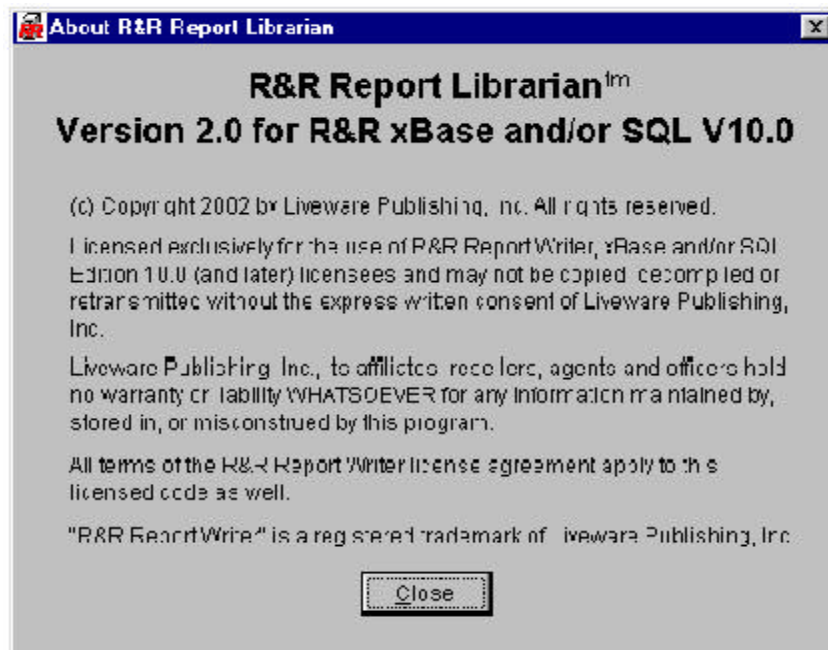 About R&R Report Librarian
R&R Report Librarian™
Version 2.0 for R&R xBase and/or SQL V10.0
(c) Copyright 2002 by Liveware Publishing, Inc. All rights reserved.
Licensed exclusively for the use of R&R Report Writer, xBase and/or SQL
Edition 10.0 (and later) licensees and may not be copied, decompiled or
retransmitted without the express written consent of Liveware Publishing,
Inc.
Liveware Publishing, Inc., its affiliates, resellers, agents and officers hold
no warranty or liability WHATSOEVER for any information maintained by,
stored in, or misconstrued by this program.
All terms of the R&R Report Writer license agreement apply to this
licensed code as well.
"R&R Report Writer" is a registered trademark of Liveware Publishing, Inc.
Close